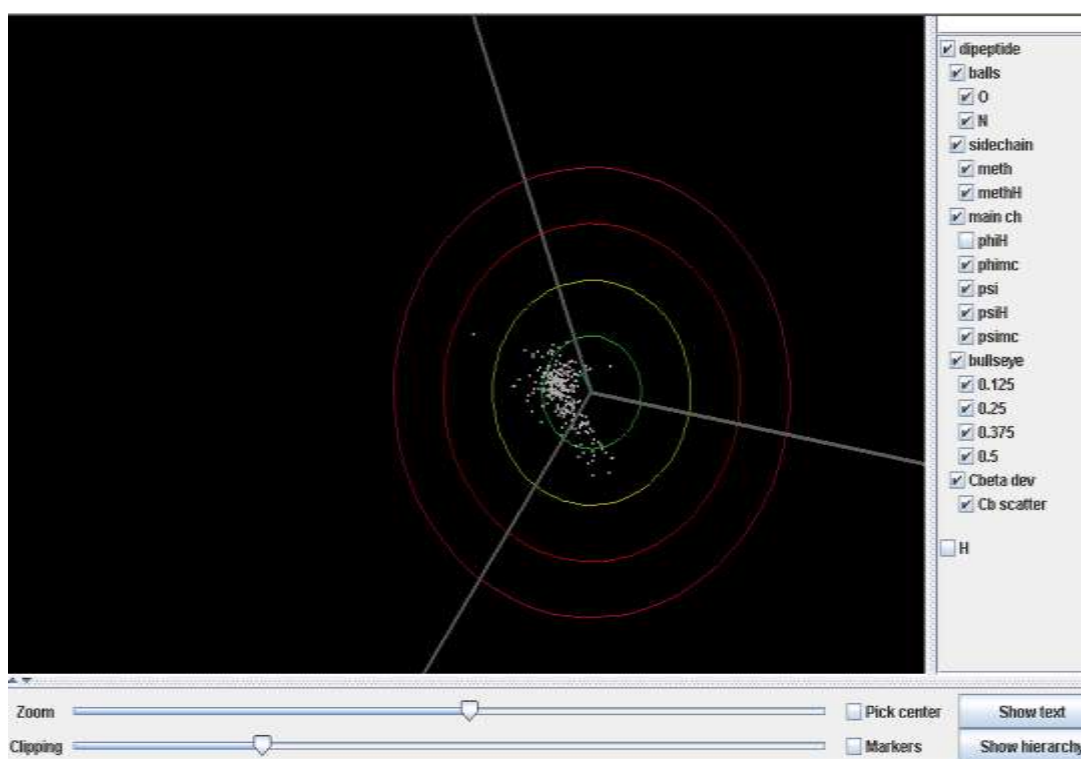 dipeptide
balls
O
N
sidechain
meth
methH
main ch
phiH
phimc
psi
psiH
psimc
bullseye
0.125
0.25
0.375
0.5
Cbeta dev
Cb scatter
H
Zoom
Pick center
Show text
Clipping
Markers
Show hierarchy